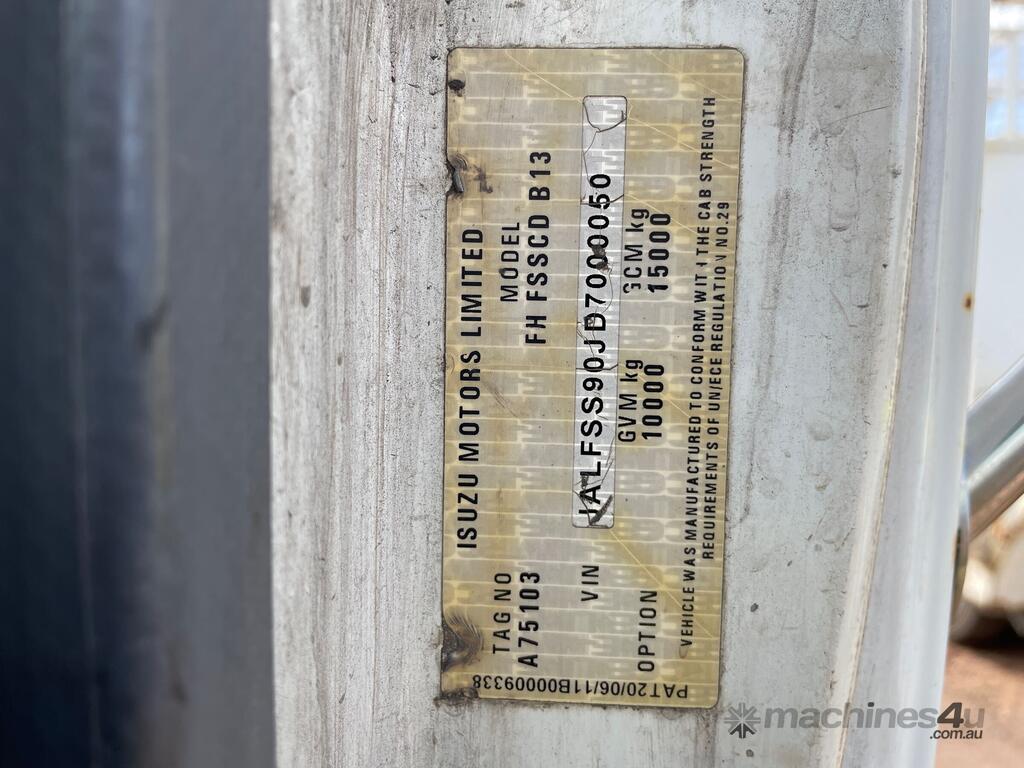 ISUZU MOTORS LIMITED
TAG NO MODEL
A75103 FH FSSCD B13
VIN JALFSS90JD7000050
GVM kg GCM kg
OPTION 10000 15000
VEHICLE WAS MANUFACTURED TO CONFORM WITH THE CAB STRENGTH
REQUIREMENTS OF UN/ECE REGULATION NO.29
PAT20/06/11B00009338
machines4u
.com.au